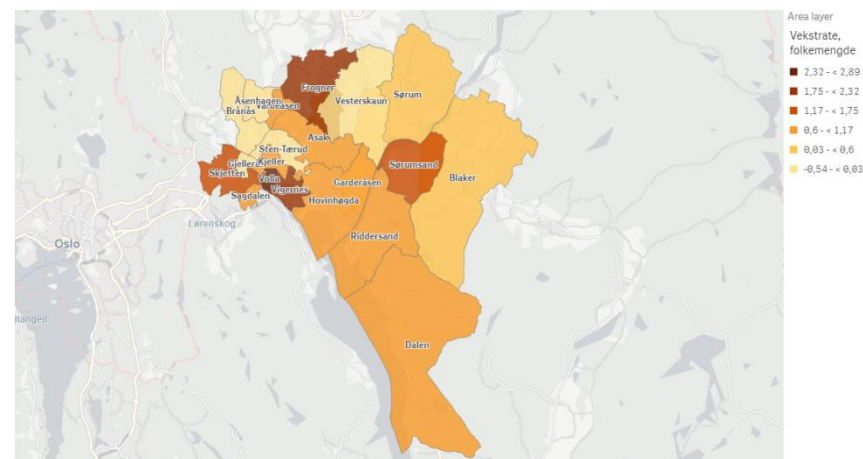 Area layer
Vekstrate,
folkemengde
2,32 - < 2,89
1,75 - < 2,32
1,17 - < 1,75
0,6 - < 1,17
0,03 - < 0,6
-0,54 - < 0,03
Frogner
Åsenhagen
Brånås
Vesterskaun
Sørum
Asak
Sten-Tærud
Kjeller
Sørumsand
Skjetten
Volla
Vigernes
Garderåsen
Blaker
Sagdalen
Hovinhøgda
Lørenskog
Riddersand
Oslo
Dalen